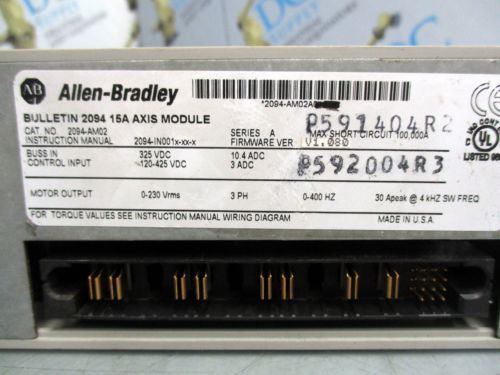 AB Allen-Bradley
*2094-AM02A
BULLETIN 2094 15A AXIS MODULE
P591404R2
CAT NO. 2094-AM02 SERIES A MAX SHORT CIRCUIT 100,000A
INSTRUCTION MANUAL 2094-IN001x-xx-x FIRMWARE VER V1.080
BUSS IN 325 VDC 10.4 ADC
CONTROL INPUT 120-425 VDC 3 ADC
P592004R3
MOTOR OUTPUT 0-230 Vrms 3 PH 0-400 HZ 30 Apeak @ 4 kHZ SW FREQ
FOR TORQUE VALUES SEE INSTRUCTION MANUAL WIRING DIAGRAM MADE IN U.S.A.
CE
UL